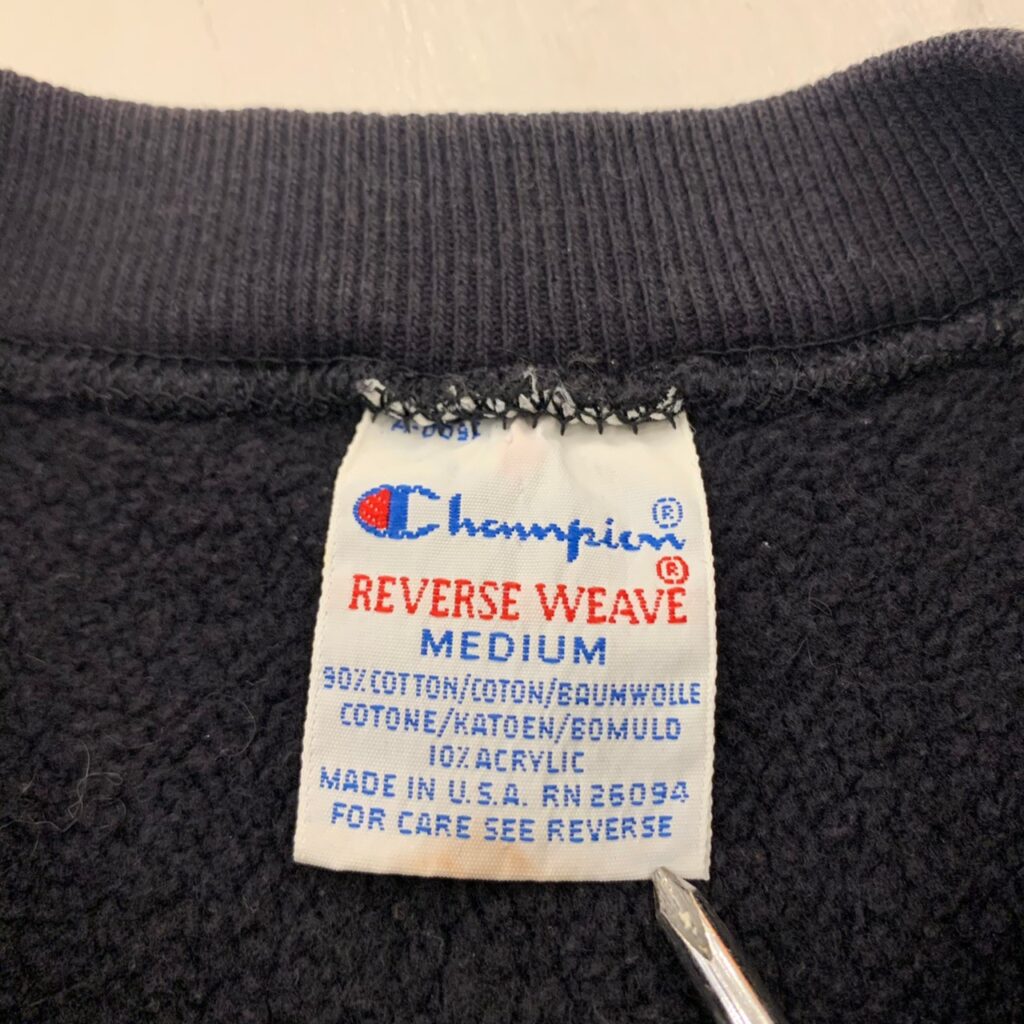 Champion®
REVERSE WEAVE®
MEDIUM
90% COTTON/COTON/BAUMWOLLE
COTONE/KATOEN/BOMULD
10% ACRYLIC
MADE IN U.S.A. RN 26094
FOR CARE SEE REVERSE